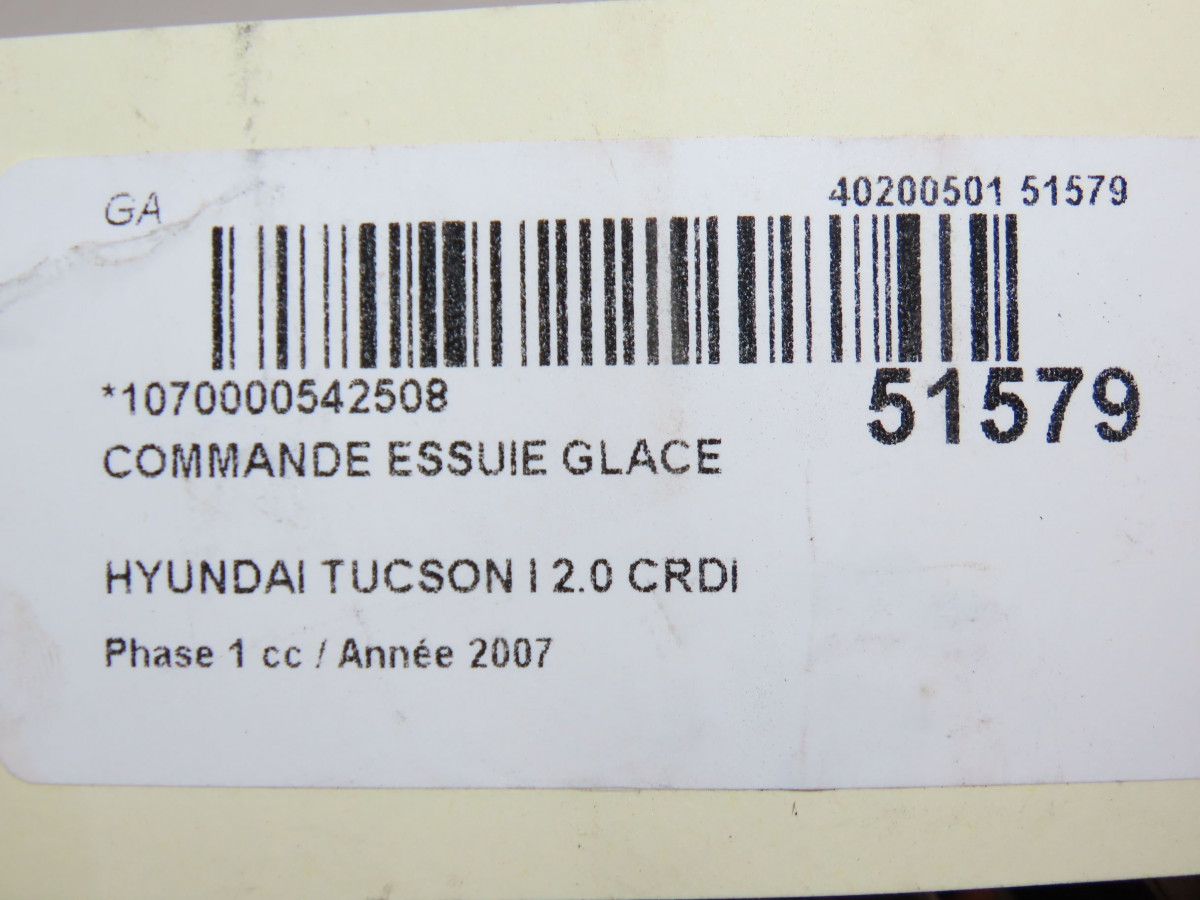 GA
40200501 51579
*1070000542508
51579
COMMANDE ESSUIE GLACE
HYUNDAI TUCSON I 2.0 CRDI
Phase 1 cc / Année 2007